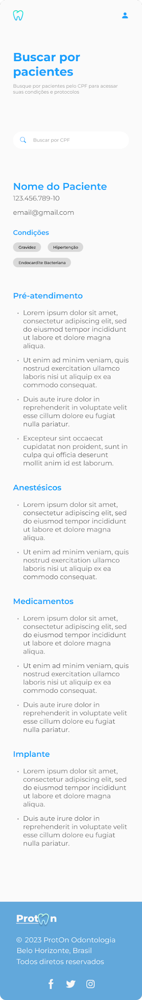 Buscar por
pacientes
Busque por pacientes pelo CPF para acessar
suas condições e protocolos
Buscar por CPF
Nome do Paciente
123.456.789-10
email@gmail.com
Condições
Gravidez Hipertenção
Endocardite Bacteriana
Pré-atendimento
• Lorem ipsum dolor sit amet,
consectetur adipiscing elit, sed
do eiusmod tempor incididunt
ut labore et dolore magna
aliqua.
• Ut enim ad minim veniam, quis
nostrud exercitation ullamco
laboris nisi ut aliquip ex ea
commodo consequat.
• Duis aute irure dolor in
reprehenderit in voluptate velit
esse cillum dolore eu fugiat
nulla pariatur.
• Excepteur sint occaecat
cupidatat non proident, sunt in
culpa qui officia deserunt
mollit anim id est laborum.
Anestésicos
• Lorem ipsum dolor sit amet,
consectetur adipiscing elit, sed
do eiusmod tempor incididunt
ut labore et dolore magna
aliqua.
• Ut enim ad minim veniam, quis
nostrud exercitation ullamco
laboris nisi ut aliquip ex ea
commodo consequat.
Medicamentos
• Lorem ipsum dolor sit amet,
consectetur adipiscing elit, sed
do eiusmod tempor incididunt
ut labore et dolore magna
aliqua.
• Ut enim ad minim veniam, quis
nostrud exercitation ullamco
laboris nisi ut aliquip ex ea
commodo consequat.
• Duis aute irure dolor in
reprehenderit in voluptate velit
esse cillum dolore eu fugiat
nulla pariatur.
Implante
• Lorem ipsum dolor sit amet,
consectetur adipiscing elit, sed
do eiusmod tempor incididunt
ut labore et dolore magna
aliqua.
• Duis aute irure dolor in
reprehenderit in voluptate velit
esse cillum dolore eu fugiat
nulla pariatur.
ProtOn
© 2023 ProtOn Odontologia
Belo Horizonte, Brasil
Todos diretos reservados